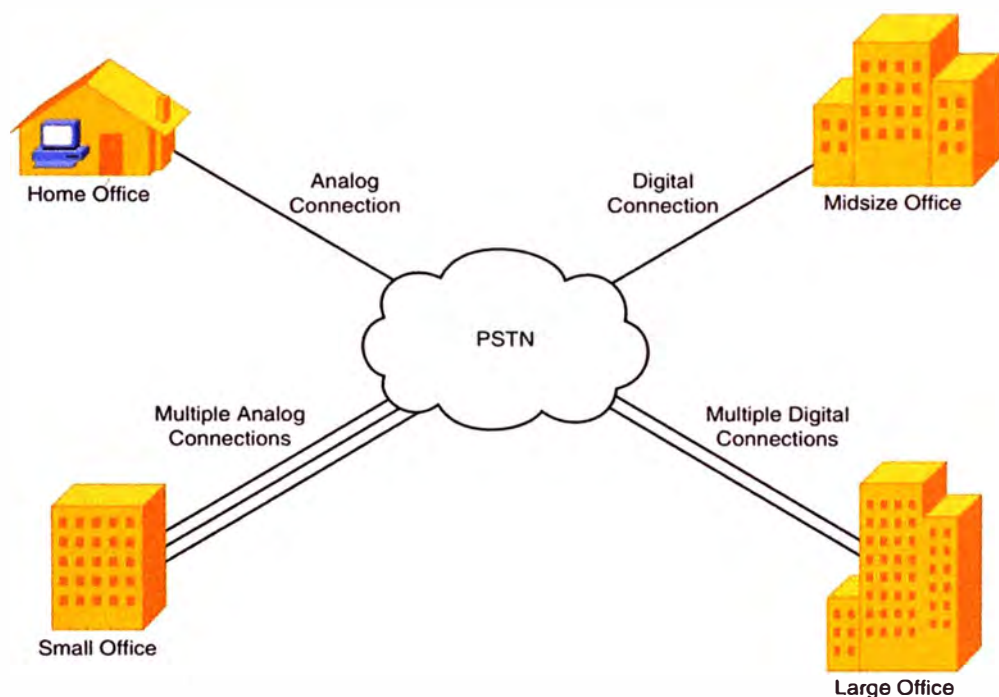 Home Office
Analog
Connection
Digital
Connection
Midsize Office
PSTN
Multiple Analog
Connections
Multiple Digital
Connections
Small Office
Large Office